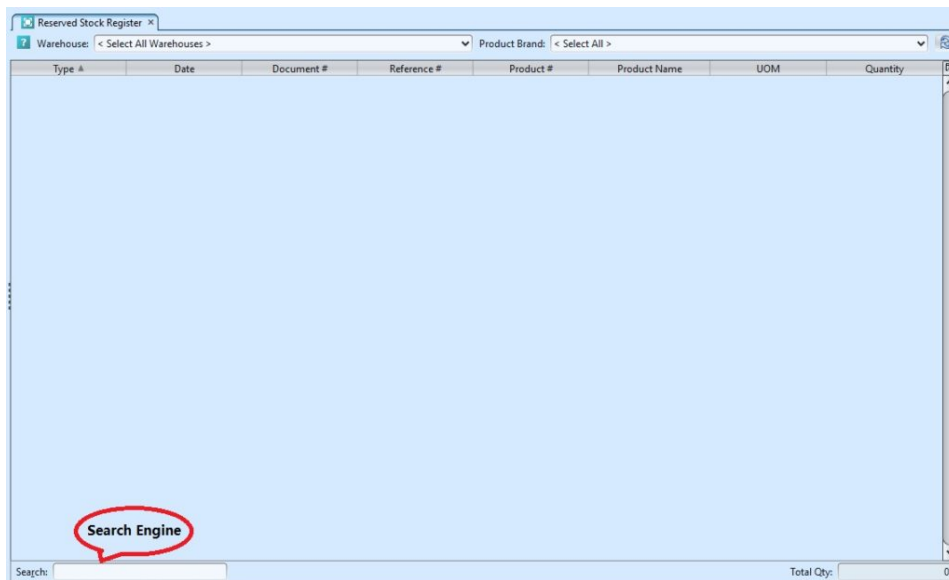 Reserved Stock Register ×
? Warehouse: < Select All Warehouses > Product Brand: < Select All >
Type Date Document # Reference # Product # Product Name UOM Quantity
Search Engine
Search: Total Qty: 0